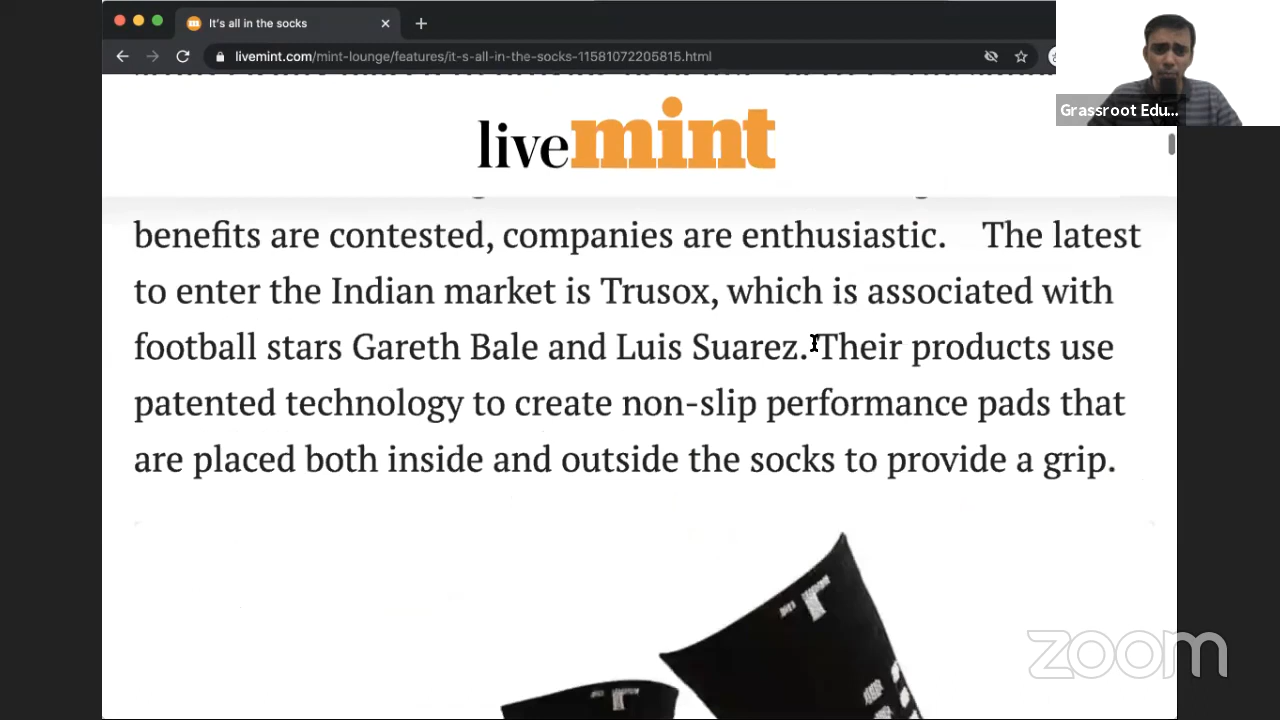 It's all in the socks
livemint.com/mint-lounge/features/it-s-all-in-the-socks-11581072205815.html
Grassroot Edu...
livemint
benefits are contested, companies are enthusiastic. The latest
to enter the Indian market is Trusox, which is associated with
football stars Gareth Bale and Luis Suarez. Their products use
patented technology to create non-slip performance pads that
are placed both inside and outside the socks to provide a grip.
zoom